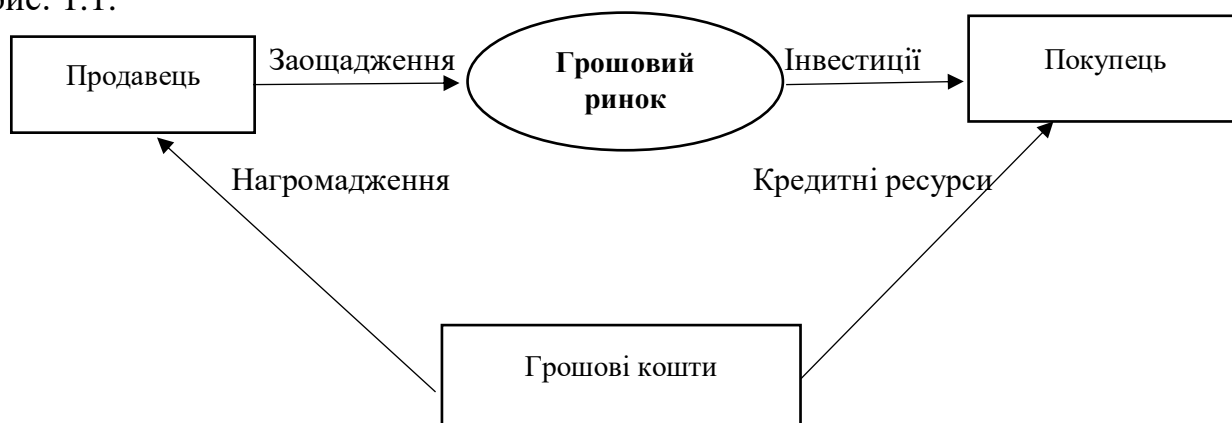 рис. 1.1.
Продавець
Заощадження
Грошовий
ринок
Інвестиції
Покупець
Нагромадження
Кредитні ресурси
Грошові кошти